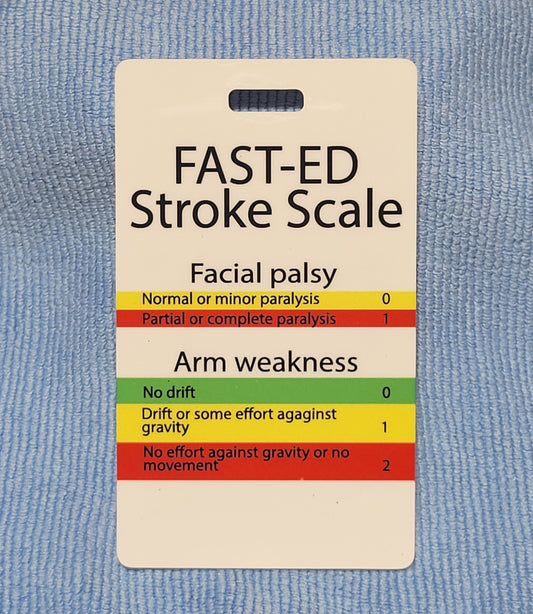 FAST-ED
Stroke Scale
Facial palsy
Normal or minor paralysis 0
Partial or complete paralysis 1
Arm weakness
No drift 0
Drift or some effort agaginst
gravity 1
No effort against gravity or no
movement 2